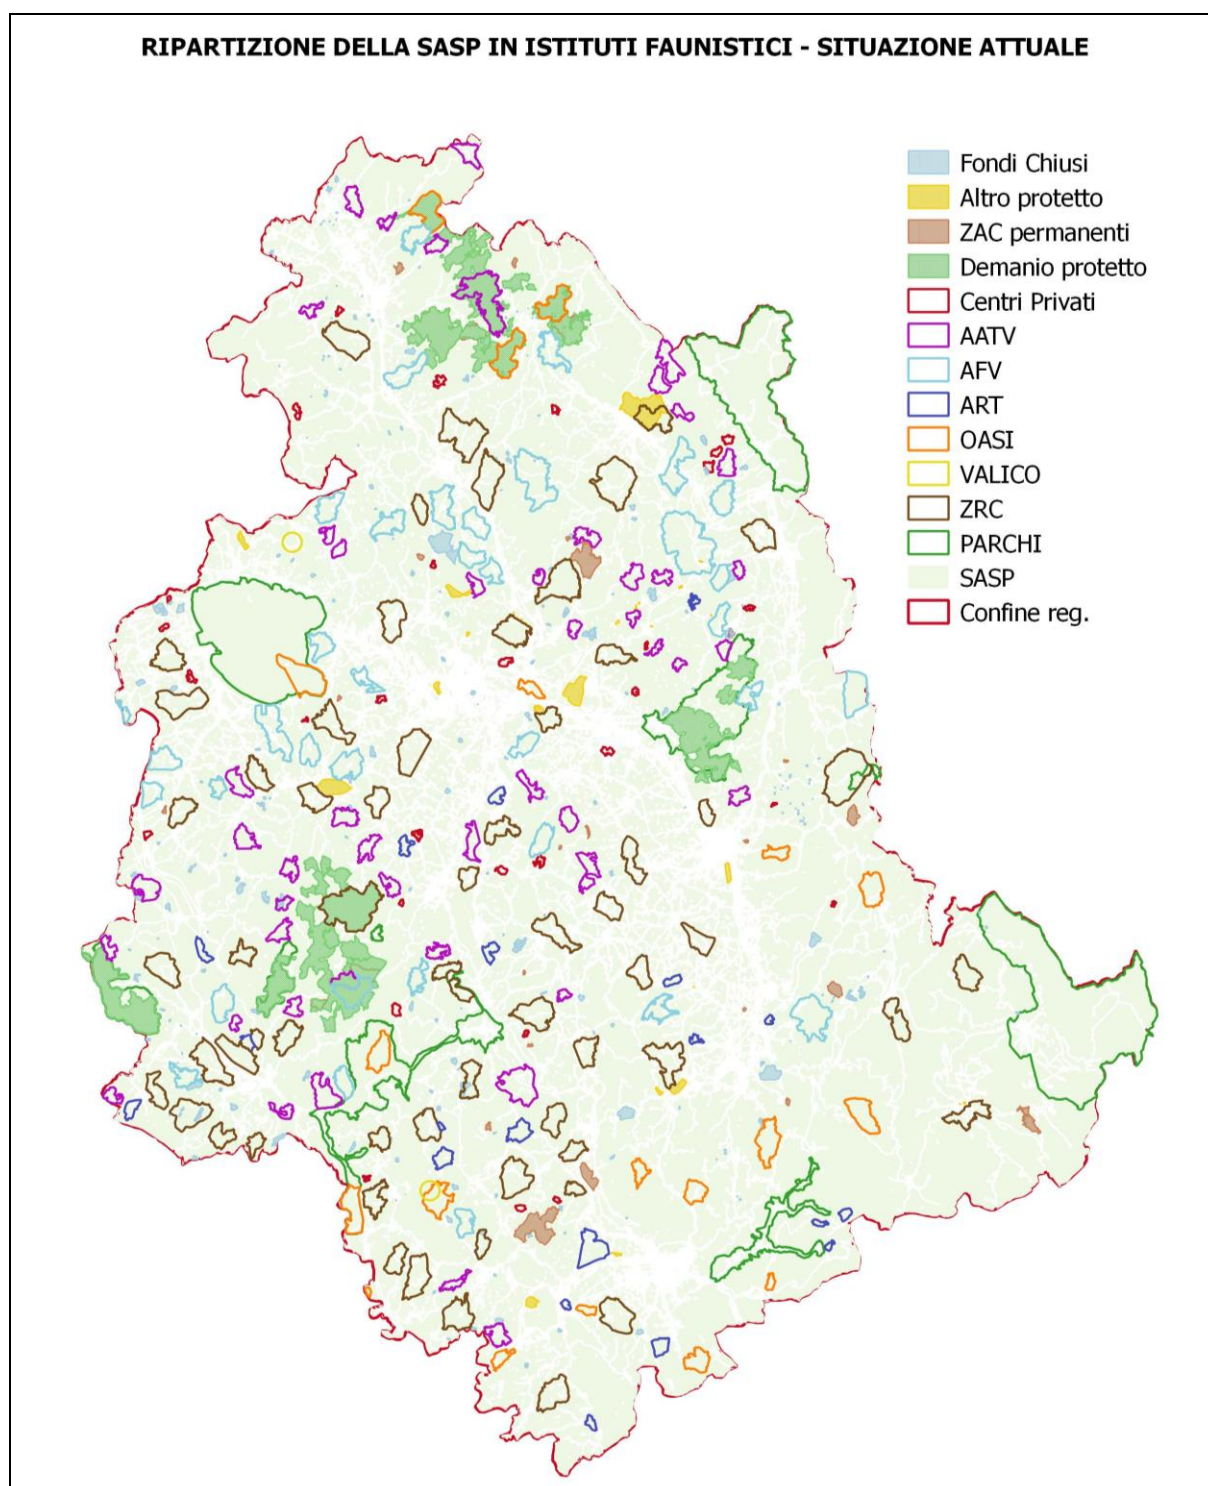 RIPARTIZIONE DELLA SASP IN ISTITUTI FAUNISTICI - SITUAZIONE ATTUALE
Fondi Chiusi
Altro protetto
ZAC permanenti
Demanio protetto
Centri Privati
AATV
AFV
ART
OASI
VALICO
ZRC
PARCHI
SASP
Confine reg.